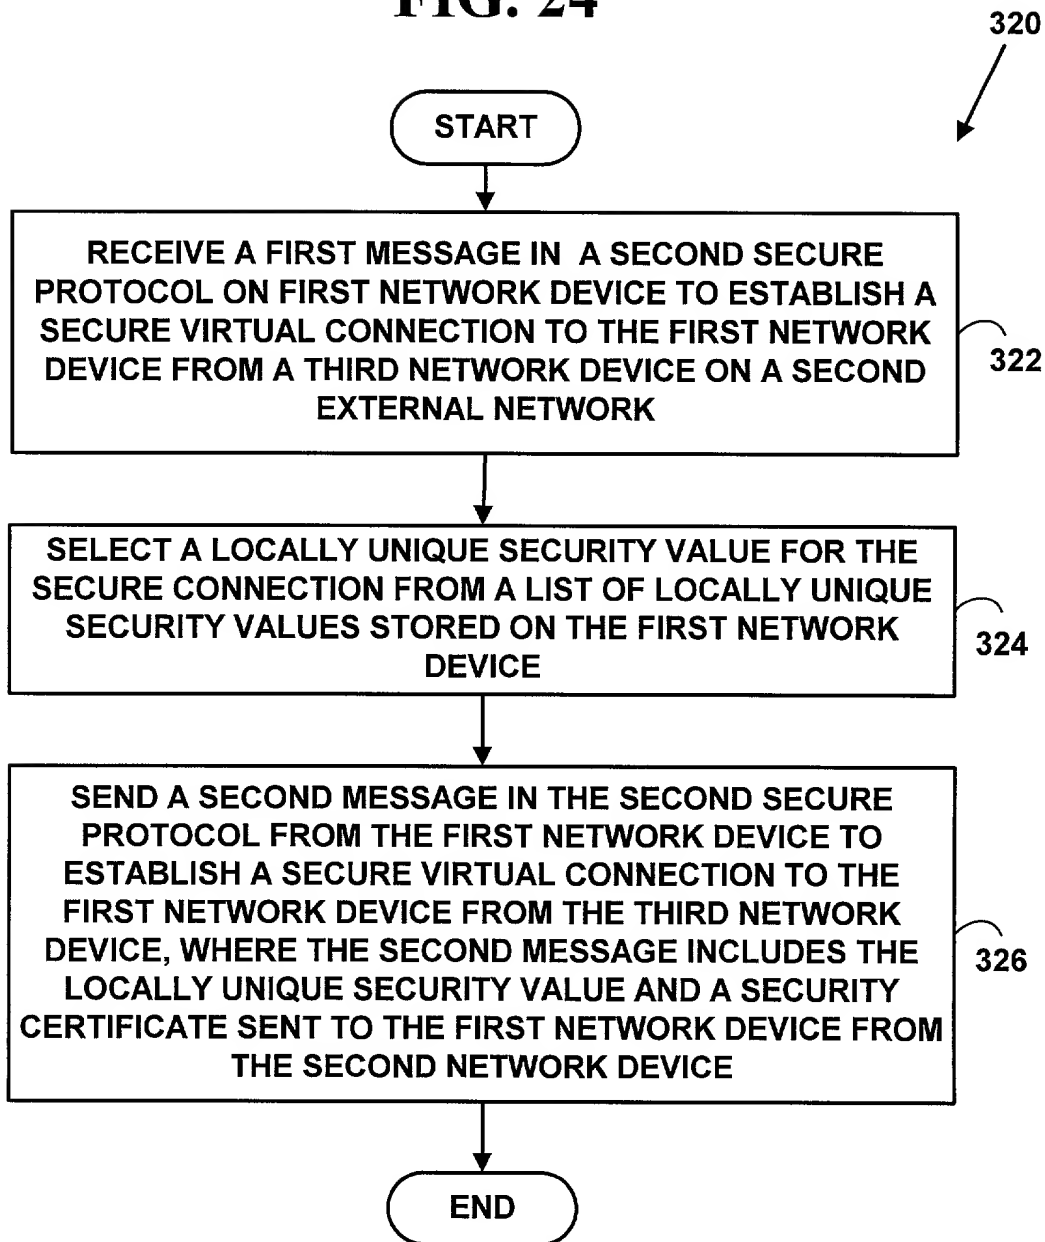 FIG. 24
320
START
RECEIVE A FIRST MESSAGE IN A SECOND SECURE
PROTOCOL ON FIRST NETWORK DEVICE TO ESTABLISH A
SECURE VIRTUAL CONNECTION TO THE FIRST NETWORK
DEVICE FROM A THIRD NETWORK DEVICE ON A SECOND
EXTERNAL NETWORK
322
SELECT A LOCALLY UNIQUE SECURITY VALUE FOR THE
SECURE CONNECTION FROM A LIST OF LOCALLY UNIQUE
SECURITY VALUES STORED ON THE FIRST NETWORK
DEVICE
324
SEND A SECOND MESSAGE IN THE SECOND SECURE
PROTOCOL FROM THE FIRST NETWORK DEVICE TO
ESTABLISH A SECURE VIRTUAL CONNECTION TO THE
FIRST NETWORK DEVICE FROM THE THIRD NETWORK
DEVICE, WHERE THE SECOND MESSAGE INCLUDES THE
LOCALLY UNIQUE SECURITY VALUE AND A SECURITY
CERTIFICATE SENT TO THE FIRST NETWORK DEVICE FROM
THE SECOND NETWORK DEVICE
326
END